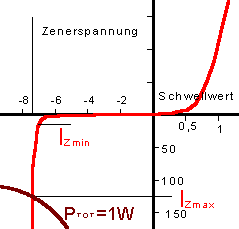 Zenerspannung
Schwellwert
-8 -6 -4 -2
0,5 1
IZmin
50
100
IZmax
150
PTOT=1W